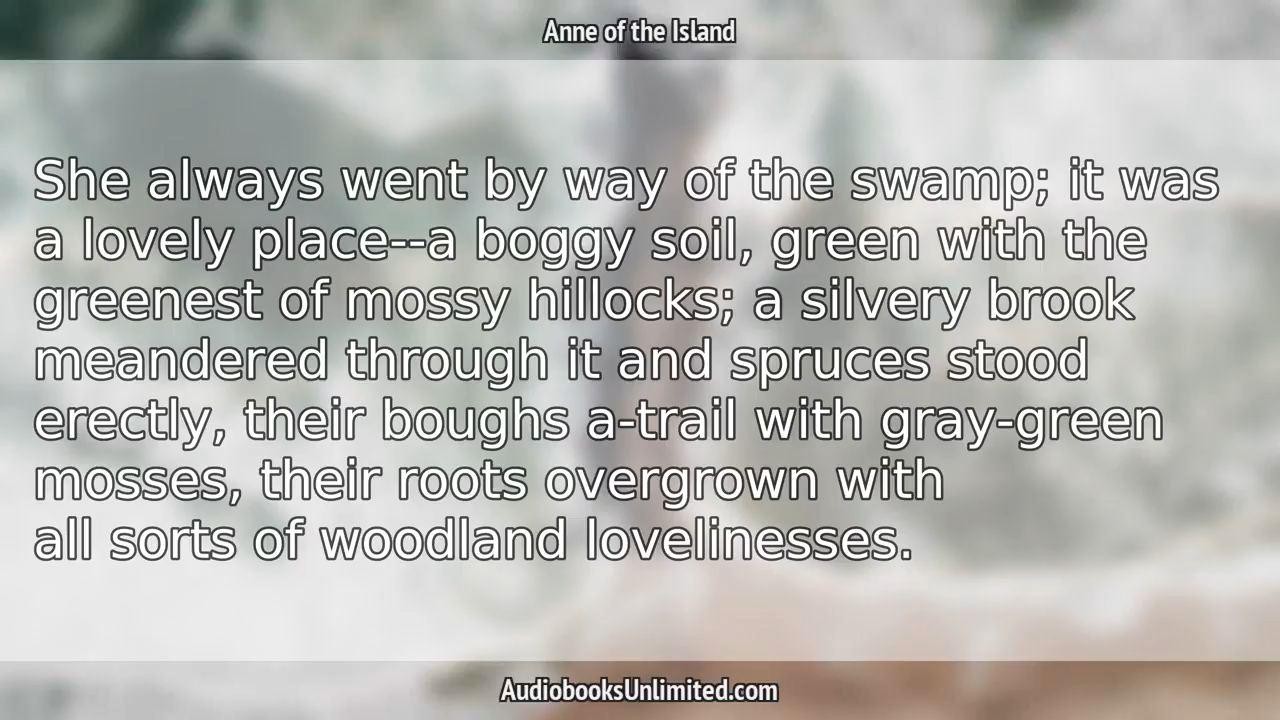 Anne of the Island
She always went by way of the swamp; it was
a lovely place--a boggy soil, green with the
greenest of mossy hillocks; a silvery brook
meandered through it and spruces stood
erectly, their boughs a-trail with gray-green
mosses, their roots overgrown with
all sorts of woodland lovelinesses.
AudiobooksUnlimited.com